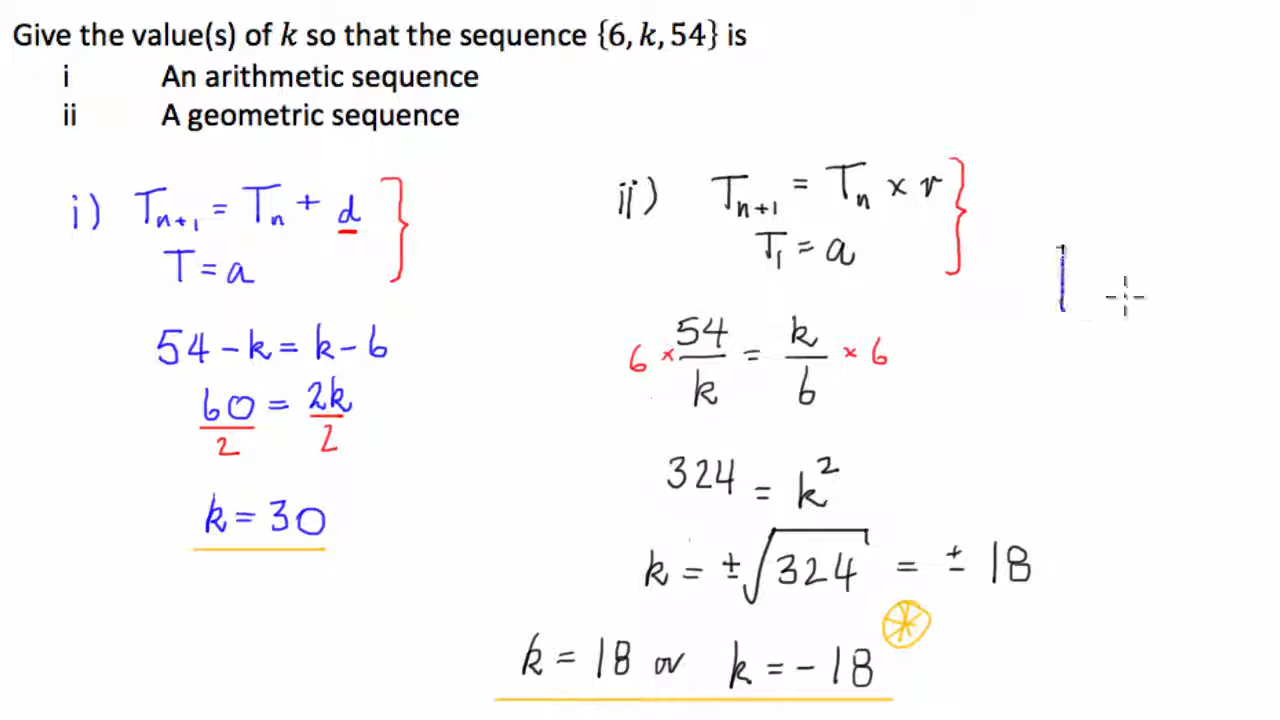 Give the value(s) of k so that the sequence {6, k, 54} is
i An arithmetic sequence
ii A geometric sequence
i) Tₙ₊₁ = Tₙ + d
T = a
54 - k = k - 6
60/2 = 2k/2
k = 30
ii) Tₙ₊₁ = Tₙ × r
T₁ = a
6 × 54/k = k/6 × 6
324 = k²
k = ±√324 = ± 18
k = 18 or k = -18